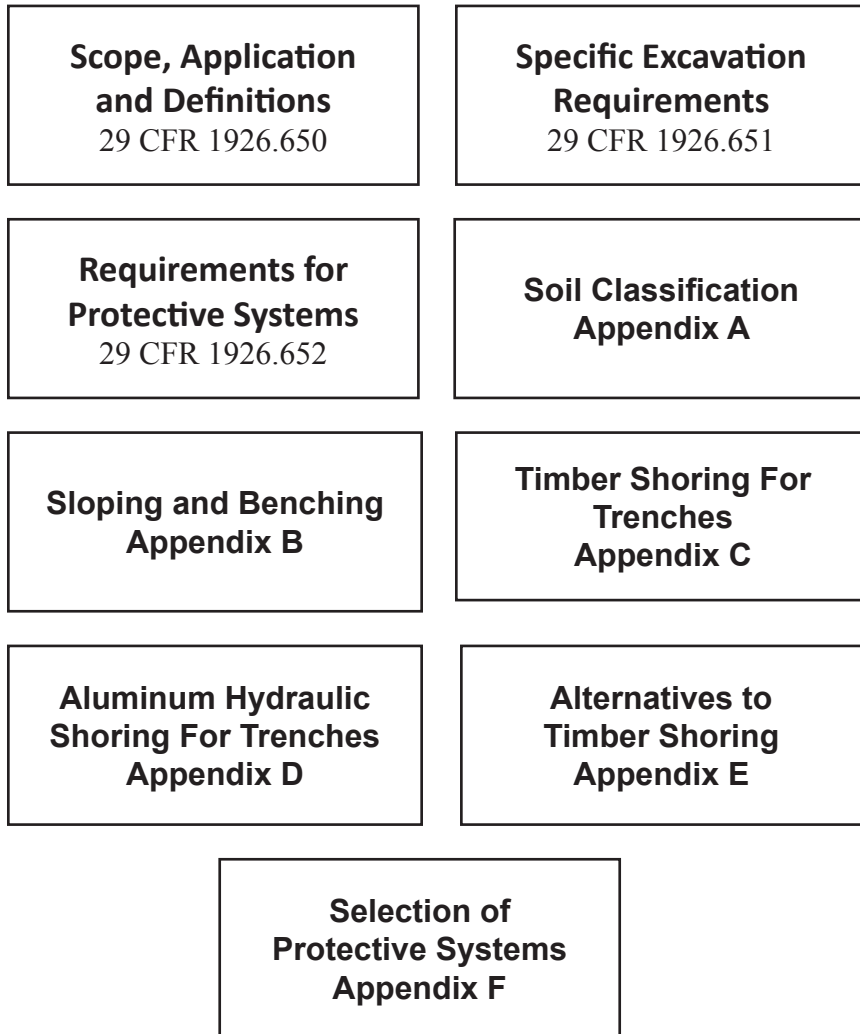 Scope, Application
and Definitions
29 CFR 1926.650
Specific Excavation
Requirements
29 CFR 1926.651
Requirements for
Protective Systems
29 CFR 1926.652
Soil Classification
Appendix A
Sloping and Benching
Appendix B
Timber Shoring For
Trenches
Appendix C
Aluminum Hydraulic
Shoring For Trenches
Appendix D
Alternatives to
Timber Shoring
Appendix E
Selection of
Protective Systems
Appendix F